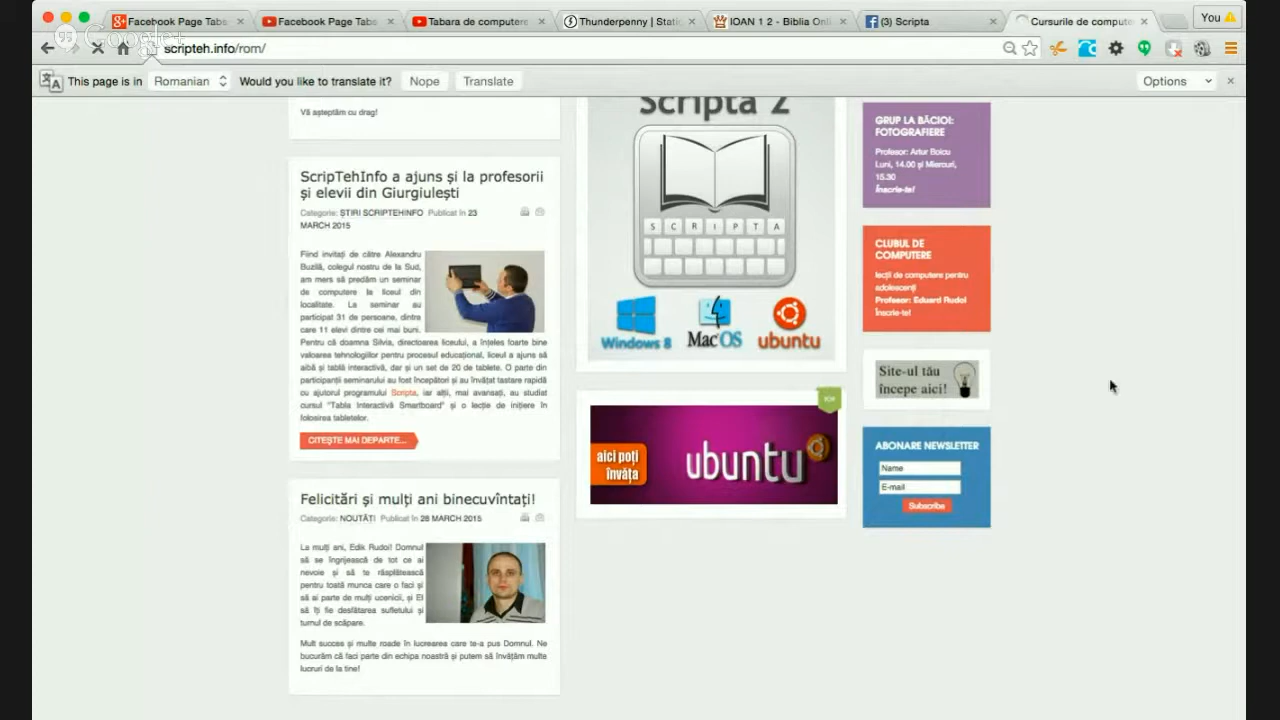 Facebook Page Tabs
Facebook Page Tabs
Tabara de computere
Thunderpenny | Static
IOAN 1 2 - Biblia Onli
(3) Scripta
Cursurile de compute
You
Google+
scripteh.info/rom/
This page is in
Romanian
Would you like to translate it?
Nope
Translate
Options
Vă așteptăm cu drag!
ScripTehInfo a ajuns și la profesorii
și elevii din Giurgiulești
Categorie: ȘTIRI SCRIPTEHINFO Publicat în 23
MARCH 2015
Fiind invitați de către Alexandru
Buzilă, colegul nostru de la Sud,
am mers să predăm un seminar
de computere la liceul din
localitate. La seminar au
participat 31 de persoane, dintre
care 11 elevi dintre cei mai buni.
Pentru că doamna Silvia, directoarea liceului, a înțeles foarte bine
valoarea tehnologiilor pentru procesul educațional, liceul a ajuns să
aibă și tablă interactivă, dar și un set de 20 de tablete. O parte din
participanții seminarului au fost începători și au învățat tastare rapidă
cu ajutorul programului Scripta, iar alții, mai avansați, au studiat
cursul "Tabla Interactivă Smartboard" și o lecție de inițiere în
folosirea tabletelor.
CITEȘTE MAI DEPARTE...
Felicitări și mulți ani binecuvîntați!
Categorie: NOUTĂȚI Publicat în 26 MARCH 2015
La mulți ani, Edik Rudoi! Domnul
să se îngrijească de tot ce ai
nevoie și să te răsplătească
pentru toată munca care o faci și
să ai parte de mulți ucenici, și El
să îți fie desfătarea sufletului și
turnul de scăpare.
Mult succes și multe roade în lucrearea care te-a pus Domnul. Ne
bucurăm că faci parte din echipa noastră și putem să învățăm multe
lucruri de la tine!
Scripta 2
S C R I P T A
Windows 8
Mac OS
ubuntu
TOP
aici poți
învăța
ubuntu
GRUP LA BĂCIOI:
FOTOGRAFIERE
Profesor: Artur Boicu
Luni, 14.00 și Miercuri,
15.30
Înscrie-te!
CLUBUL DE
COMPUTERE
lecții de computere pentru
adolescenți
Profesor: Eduard Rudoi
Înscrie-te!
Site-ul tău
începe aici!
ABONARE NEWSLETTER
Name
E-mail
Subscribe